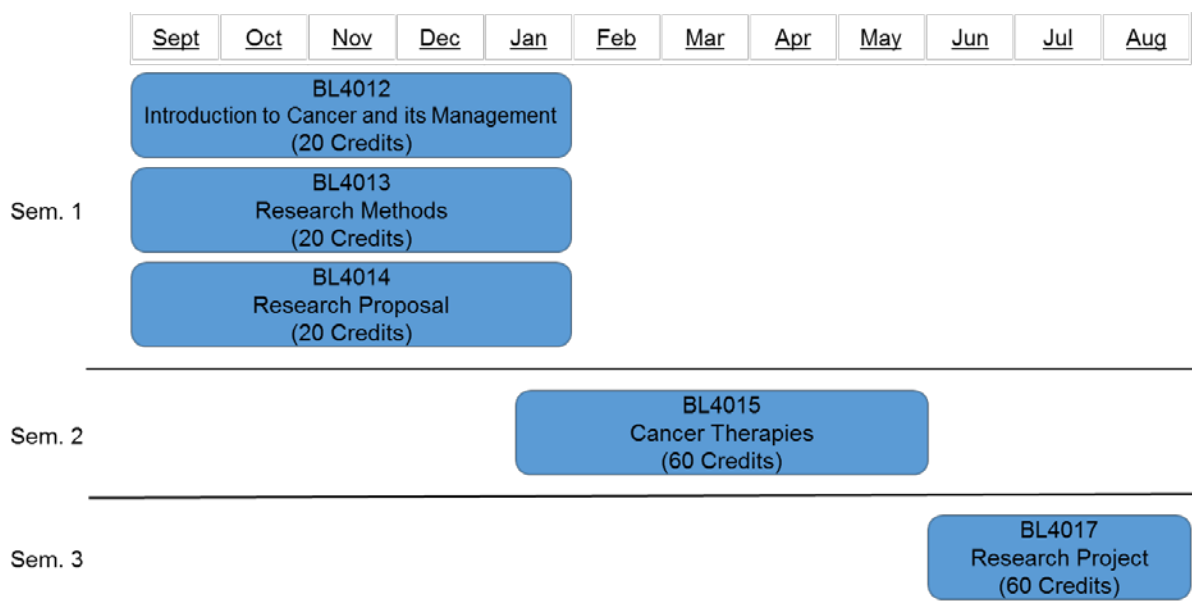 Sept Oct Nov Dec Jan Feb Mar Apr May Jun Jul Aug
BL4012
Introduction to Cancer and its Management
(20 Credits)
BL4013
Sem. 1
Research Methods
(20 Credits)
BL4014
Research Proposal
(20 Credits)
BL4015
Sem. 2
Cancer Therapies
(60 Credits)
BL4017
Sem. 3
Research Project
(60 Credits)